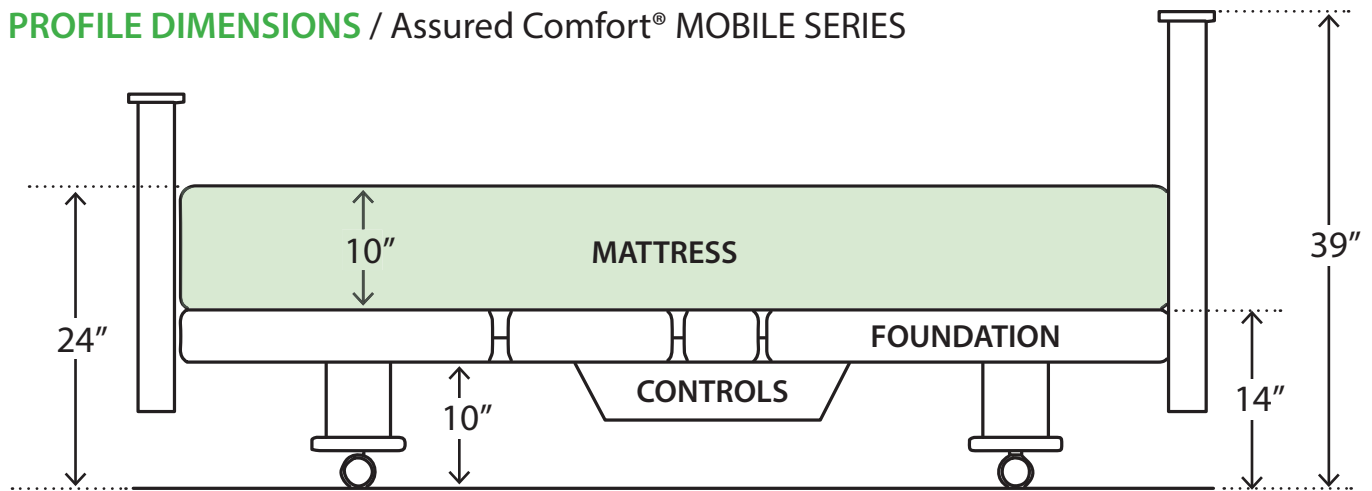 PROFILE DIMENSIONS / Assured Comfort® MOBILE SERIES
10”
MATTRESS
39”
24”
FOUNDATION
CONTROLS
10”
14”